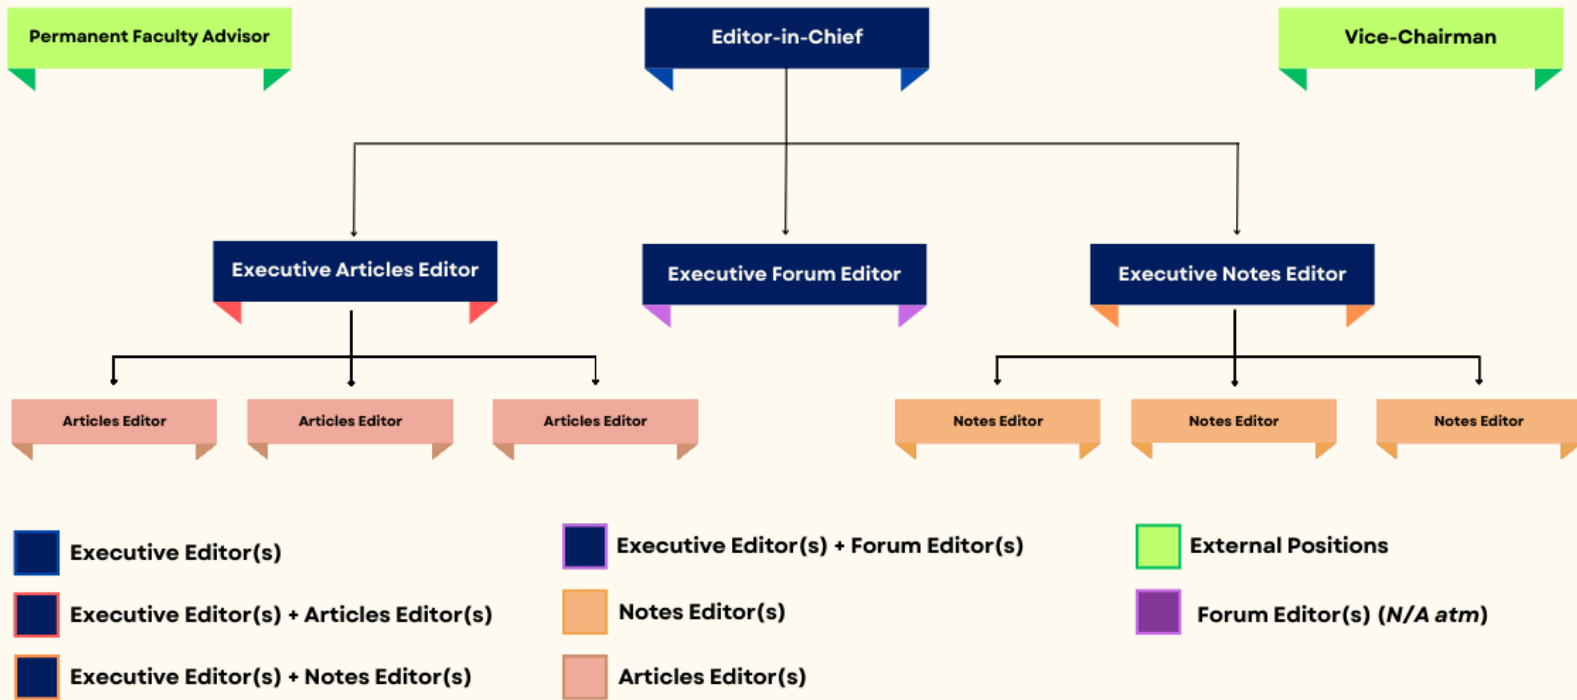 Permanent Faculty Advisor
Editor-in-Chief
Vice-Chairman
Executive Articles Editor
Executive Forum Editor
Executive Notes Editor
Articles Editor
Articles Editor
Articles Editor
Notes Editor
Notes Editor
Notes Editor
Executive Editor(s)
Executive Editor(s) + Articles Editor(s)
Executive Editor(s) + Notes Editor(s)
Executive Editor(s) + Forum Editor(s)
Notes Editor(s)
Articles Editor(s)
External Positions
Forum Editor(s) (N/A atm)